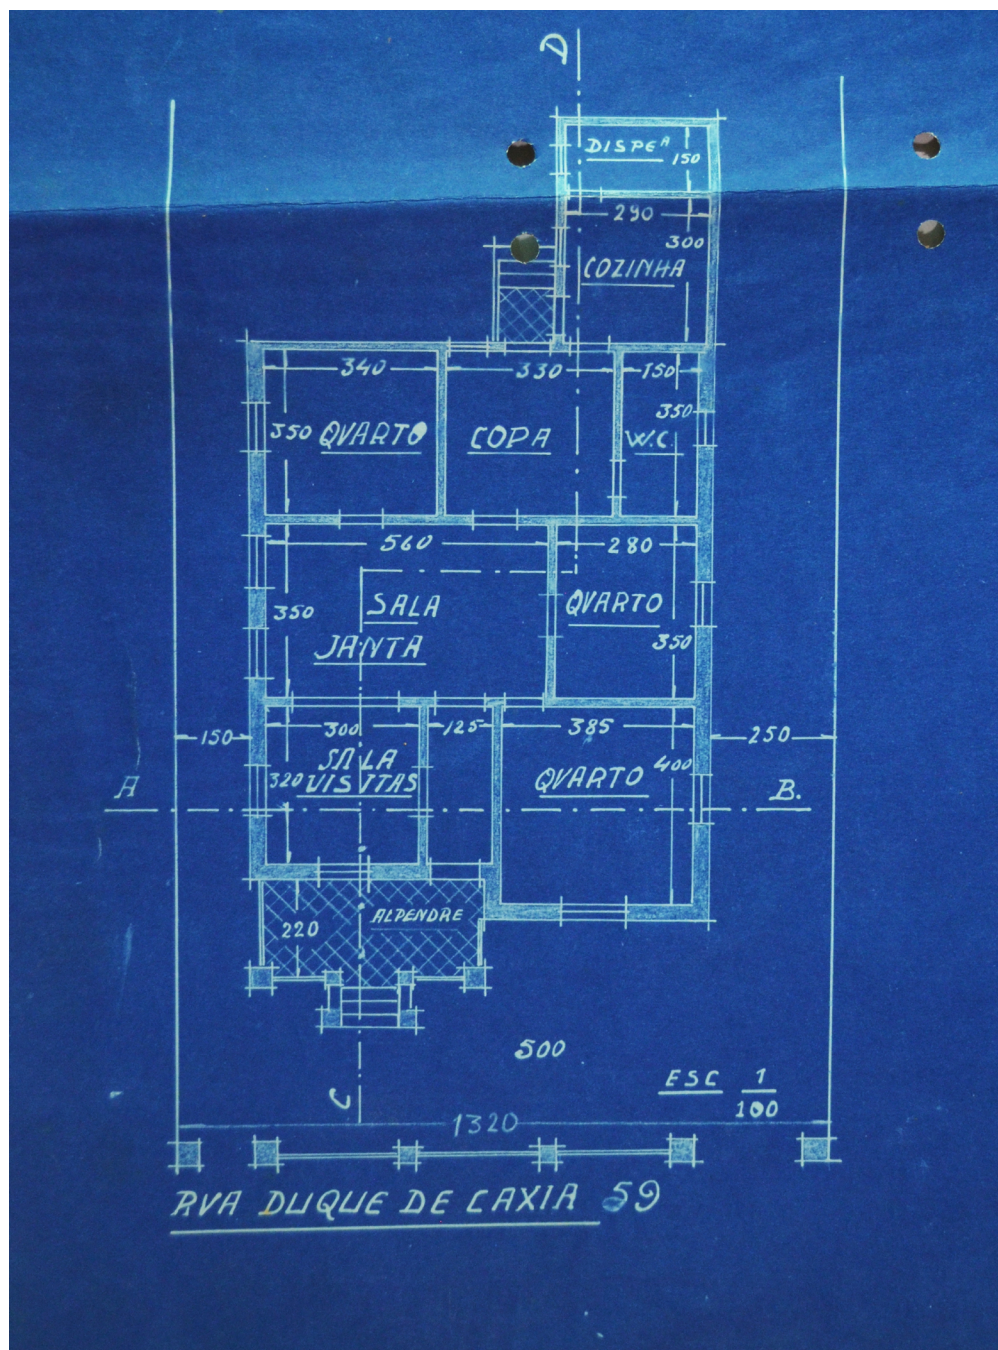 D
DISPEᴬ
150
290
300
COZINHA
340
330
150
350
QVARTO
COPA
350
W.C.
560
280
350
SALA
JANTA
QVARTO
350
300
125
385
150
250
SALA
VISITAS
320
QVARTO
400
A
B.
ALPENDRE
220
500
ESC 1
100
C
1320
RVA DUQUE DE CAXIA 59